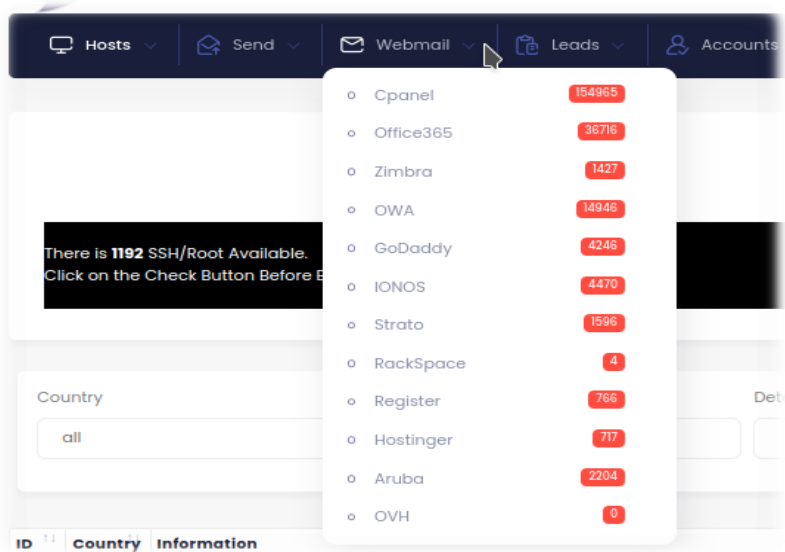 Hosts Send Webmail Leads Accounts
Cpanel 154965
Office365 36716
Zimbra 1427
OWA 14946
GoDaddy 4246
IONOS 4470
Strato 1596
RackSpace 4
Register 766
Hostinger 717
Aruba 2204
OVH 0
There is 1192 SSH/Root Available.
Click on the Check Button Before
Country
all
ID Country Information